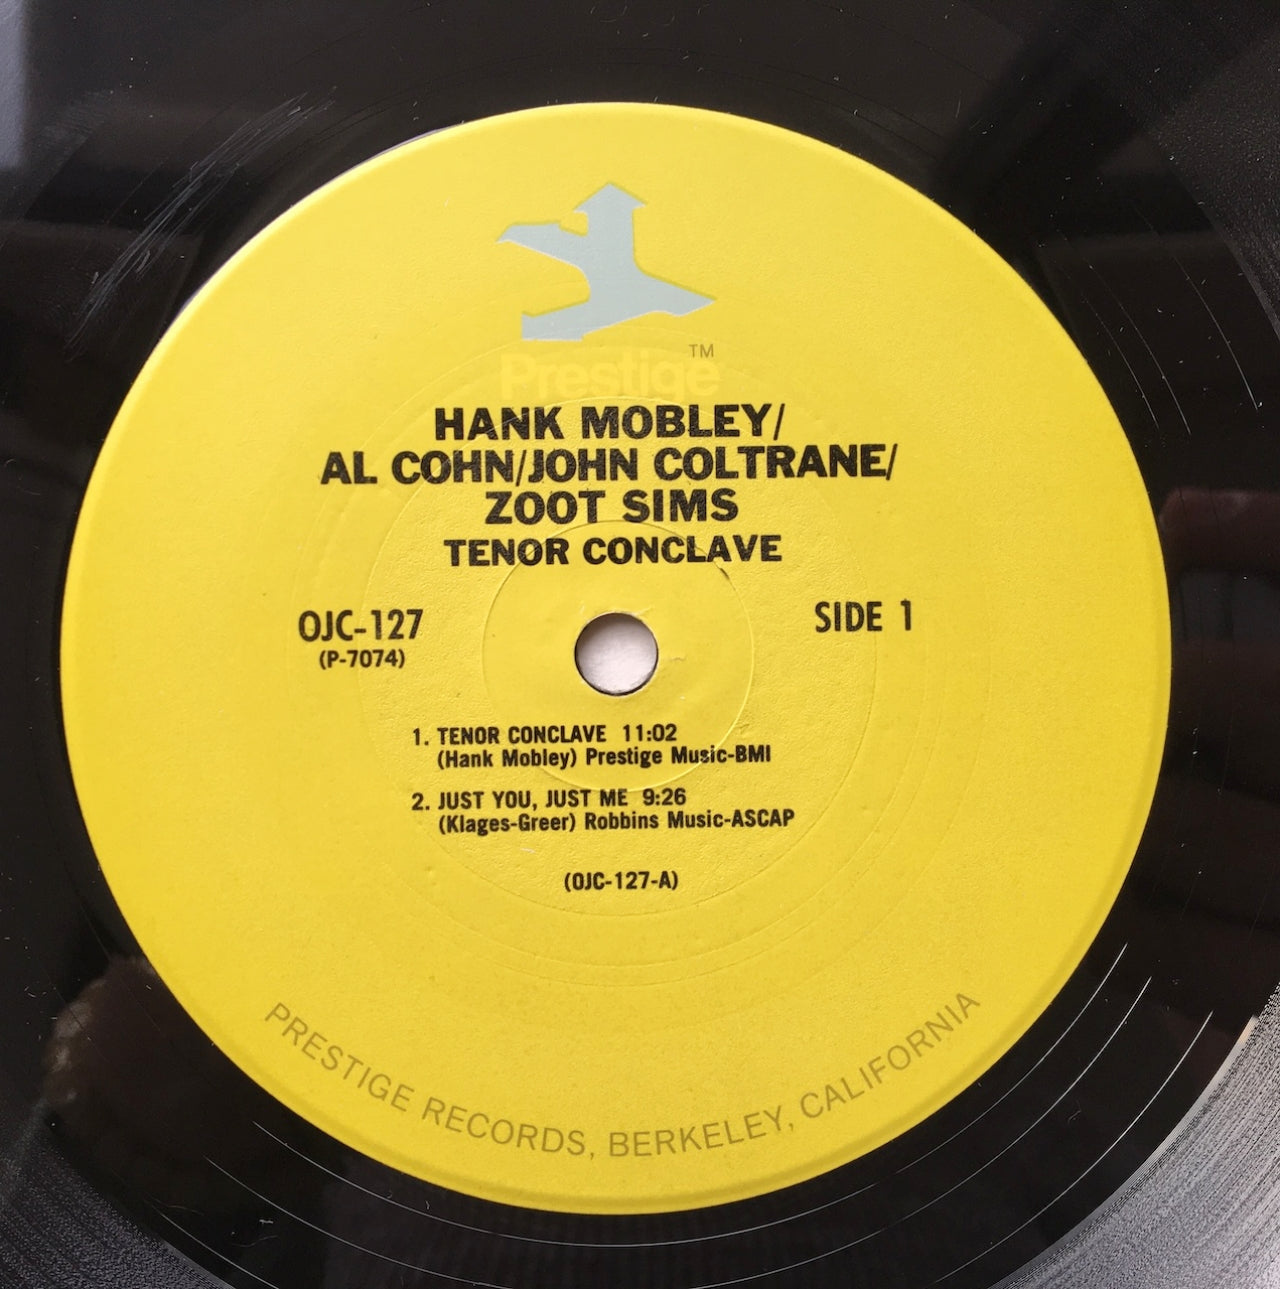 TM
Prestige
HANK MOBLEY/
AL COHN/JOHN COLTRANE/
ZOOT SIMS
TENOR CONCLAVE
OJC-127
(P-7074)
SIDE 1
1. TENOR CONCLAVE 11:02
(Hank Mobley) Prestige Music-BMI
2. JUST YOU, JUST ME 9:26
(Klages-Greer) Robbins Music-ASCAP
(OJC-127-A)
PRESTIGE RECORDS, BERKELEY, CALIFORNIA